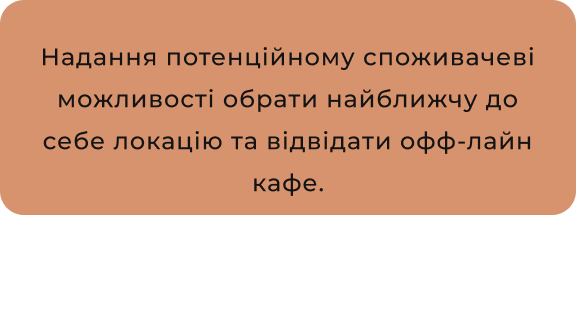 Надання потенційному споживачеві
можливості обрати найближчу до
себе локацію та відвідати офф-лайн
кафе.